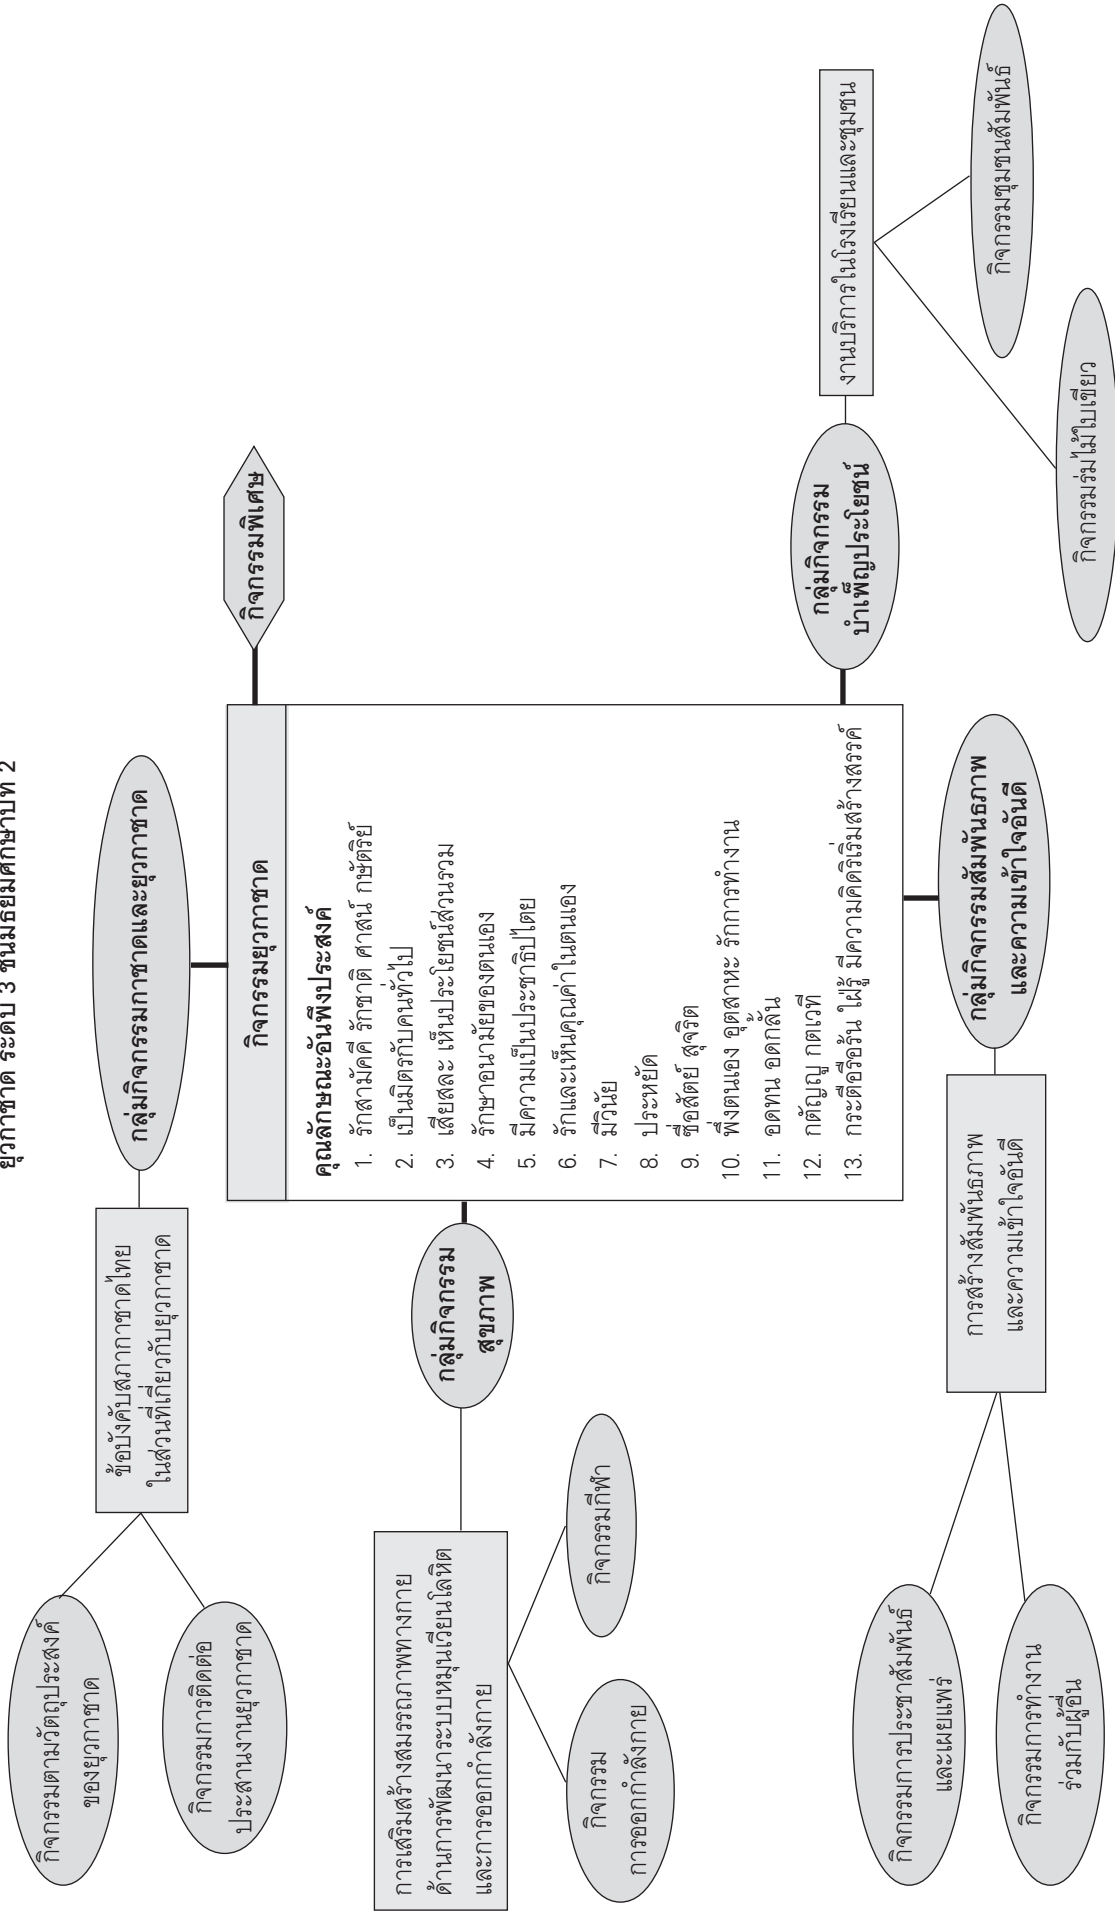 ยุวกาชาด ระดับ 3 ชั้นมัธยมศึกษาปีที่ 2
กลุ่มกิจกรรมกาชาดและยุวกาชาด
ข้อบังคับสภากาชาดไทย
ในส่วนที่เกี่ยวกับยุวกาชาด
กิจกรรมตามวัตถุประสงค์
ของยุวกาชาด
กิจกรรมการติดต่อ
ประสานงานยุวกาชาด
กิจกรรมพิเศษ
กิจกรรมยุวกาชาด
คุณลักษณะอันพึงประสงค์
1. รักสามัคคี รักชาติ ศาสน์ กษัตริย์
2. เป็นมิตรกับคนทั่วไป
3. เสียสละ เห็นประโยชน์ส่วนรวม
4. รักษาอนามัยของตนเอง
5. มีความเป็นประชาธิปไตย
6. รักและเห็นคุณค่าในตนเอง
7. มีวินัย
8. ประหยัด
9. ซื่อสัตย์ สุจริต
10. พึ่งตนเอง อุตสาหะ รักการทำงาน
11. อดทน อดกลั้น
12. กตัญญู กตเวที
13. กระตือรือร้น ใฝ่รู้ มีความคิดริเริ่มสร้างสรรค์
กลุ่มกิจกรรม
สุขภาพ
การเสริมสร้างสมรรถภาพทางกาย
ด้านการพัฒนาระบบหมุนเวียนโลหิต
และการออกกำลังกาย
กิจกรรม
การออกกำลังกาย
กิจกรรมกีฬา
กลุ่มกิจกรรม
บำเพ็ญประโยชน์
งานบริการในโรงเรียนและชุมชน
กิจกรรมร่มไม้ใบเขียว
กิจกรรมชุมชนสัมพันธ์
กลุ่มกิจกรรมสัมพันธภาพ
และความเข้าใจอันดี
การสร้างสัมพันธภาพ
และความเข้าใจอันดี
กิจกรรมการประชาสัมพันธ์
และเผยแพร่
กิจกรรมการทำงาน
ร่วมกับผู้อื่น